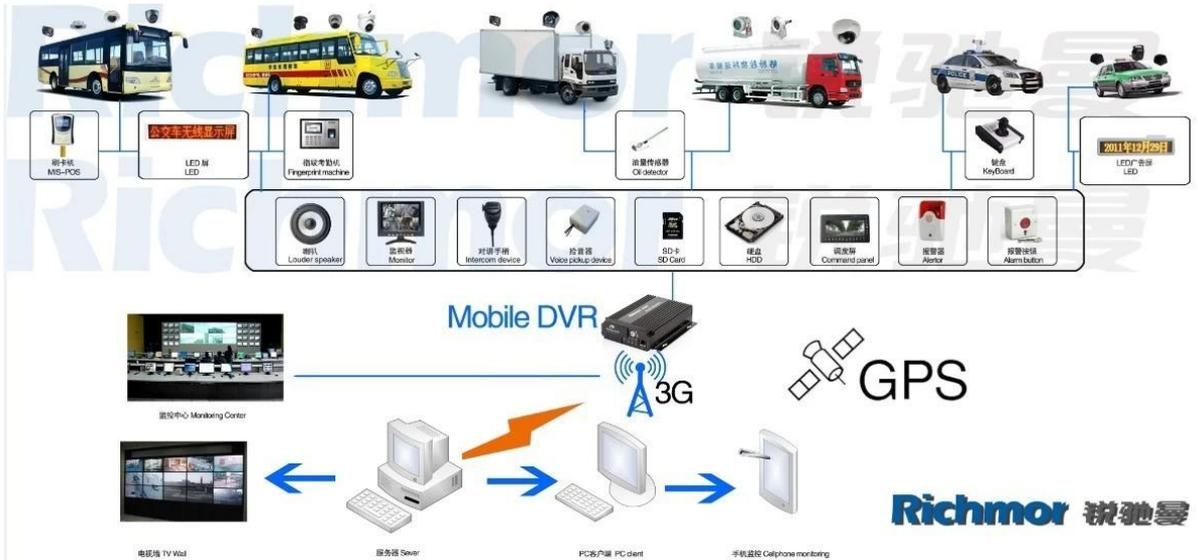 Richmor 锐驰曼
Richmor 锐驰曼
POLICE
刷卡机
MIS-POS
公交车无线显示屏
LED屏
LED
指纹考勤机
Fingerprint machine
油量传感器
Oil detector
键盘
KeyBoard
2011年12月29日
LED广告屏
LED
喇叭
Louder speaker
监视器
Monitor
对讲手柄
Intercom device
拾音器
Voice pickup device
SD卡
SD Card
硬盘
HDD
调度屏
Command panel
报警器
Alertor
报警按钮
Alarm button
Mobile DVR
3G
GPS
监控中心 Monitoring Center
电视墙 TV Wall
服务器 Sever
PC客户端 PC client
手机监控 Cellphone monitoring
Richmor 锐驰曼